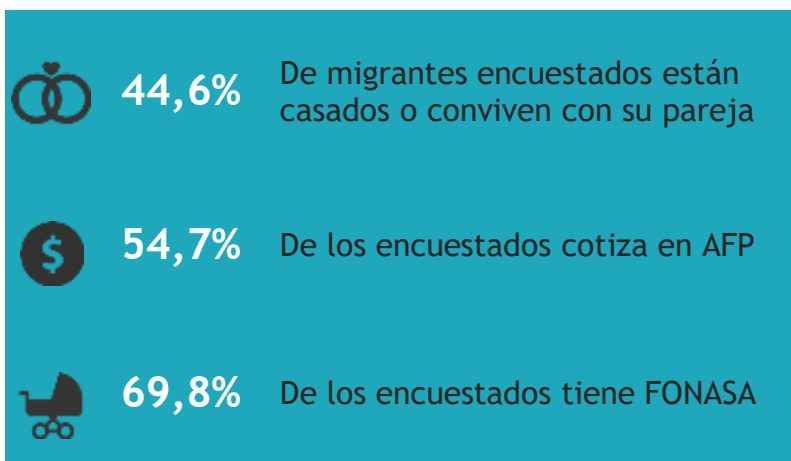 44,6%
De migrantes encuestados están
casados o conviven con su pareja
$
54,7%
De los encuestados cotiza en AFP
69,8%
De los encuestados tiene FONASA